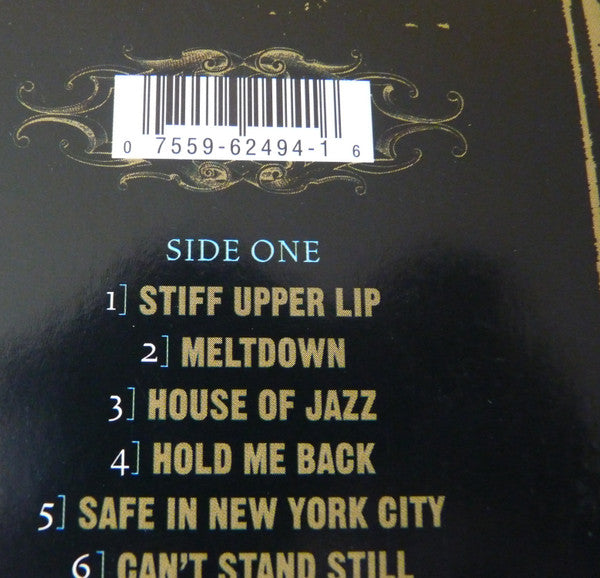 0 7559-62494-1 6
SIDE ONE
1] STIFF UPPER LIP
2] MELTDOWN
3] HOUSE OF JAZZ
4] HOLD ME BACK
5] SAFE IN NEW YORK CITY
6] CAN'T STAND STILL